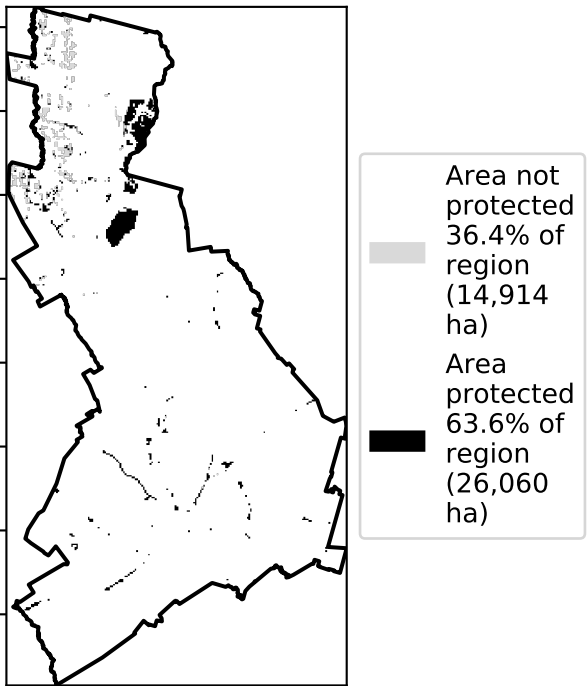 Area not
protected
36.4% of
region
(14,914
ha)
Area
protected
63.6% of
region
(26,060
ha)